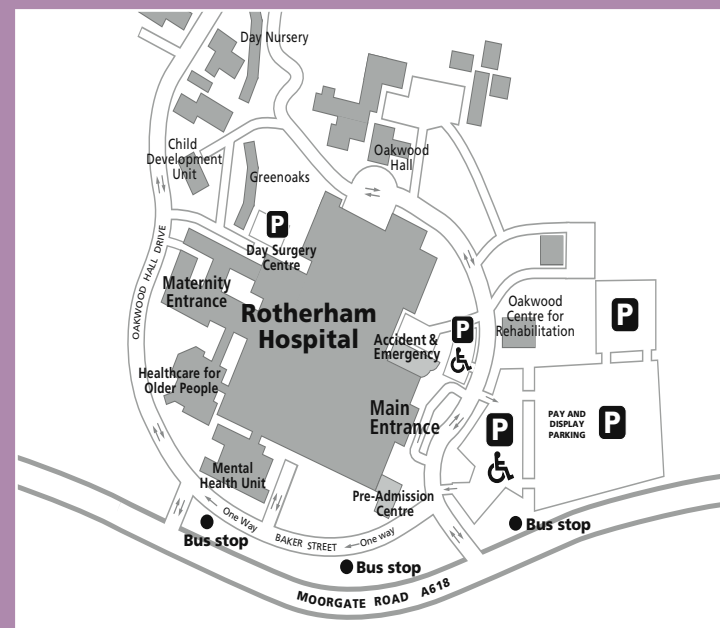 Day Nursery
Child
Development
Unit
Oakwood
Hall
Greenoaks
P
Day Surgery
Centre
OAKWOOD HALL DRIVE
Maternity
Entrance
Rotherham
Hospital
Accident &
Emergency
P
Oakwood
Centre for
Rehabilitation
P
Healthcare for
Older People
Main
Entrance
P
PAY AND
DISPLAY
PARKING
P
Mental
Health Unit
Pre-Admission
Centre
One Way
BAKER STREET
One way
Bus stop
Bus stop
Bus stop
MOORGATE ROAD A618